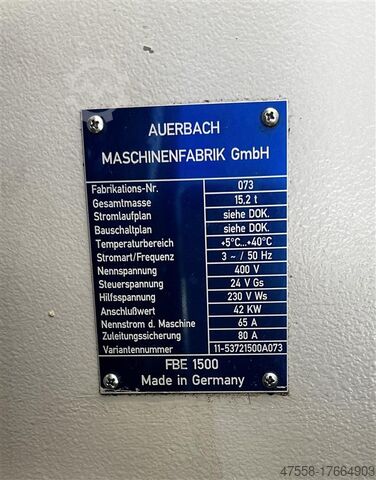 AUERBACH
MASCHINENFABRIK GmbH
Fabrikations-Nr. 073
Gesamtmasse 15,2 t
Stromlaufplan siehe DOK.
Bauschaltplan siehe DOK.
Temperaturbereich +5°C...+40°C
Stromart/Frequenz 3 ~ / 50 Hz
Nennspannung 400 V
Steuerspannung 24 V Gs
Hilfsspannung 230 V Ws
Anschlußwert 42 KW
Nennstrom d. Maschine 65 A
Zuleitungssicherung 80 A
Variantennummer 11-53721500A073
FBE 1500
Made in Germany
47558-17664903